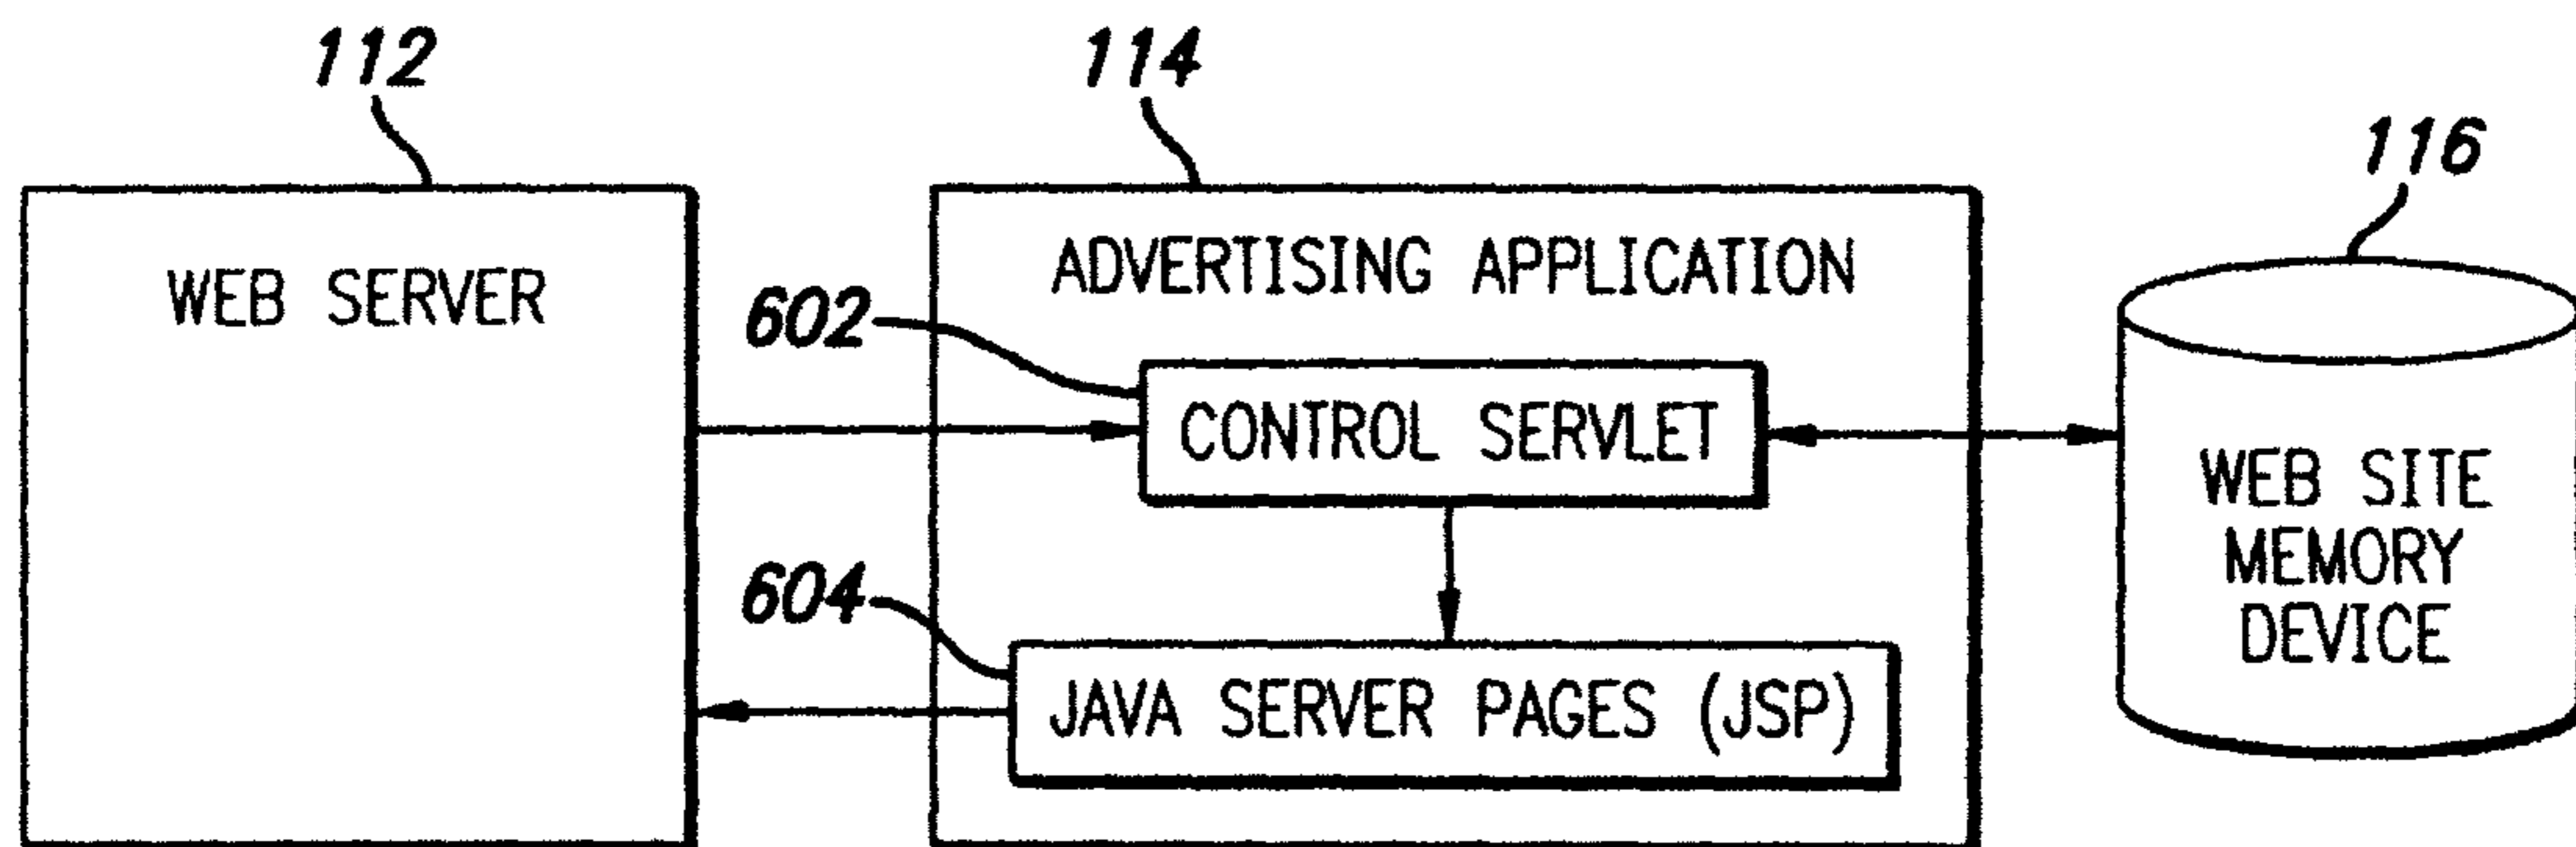 112
114
116
WEB SERVER
ADVERTISING APPLICATION
602
CONTROL SERVLET
WEB SITE
MEMORY
DEVICE
604
JAVA SERVER PAGES (JSP)